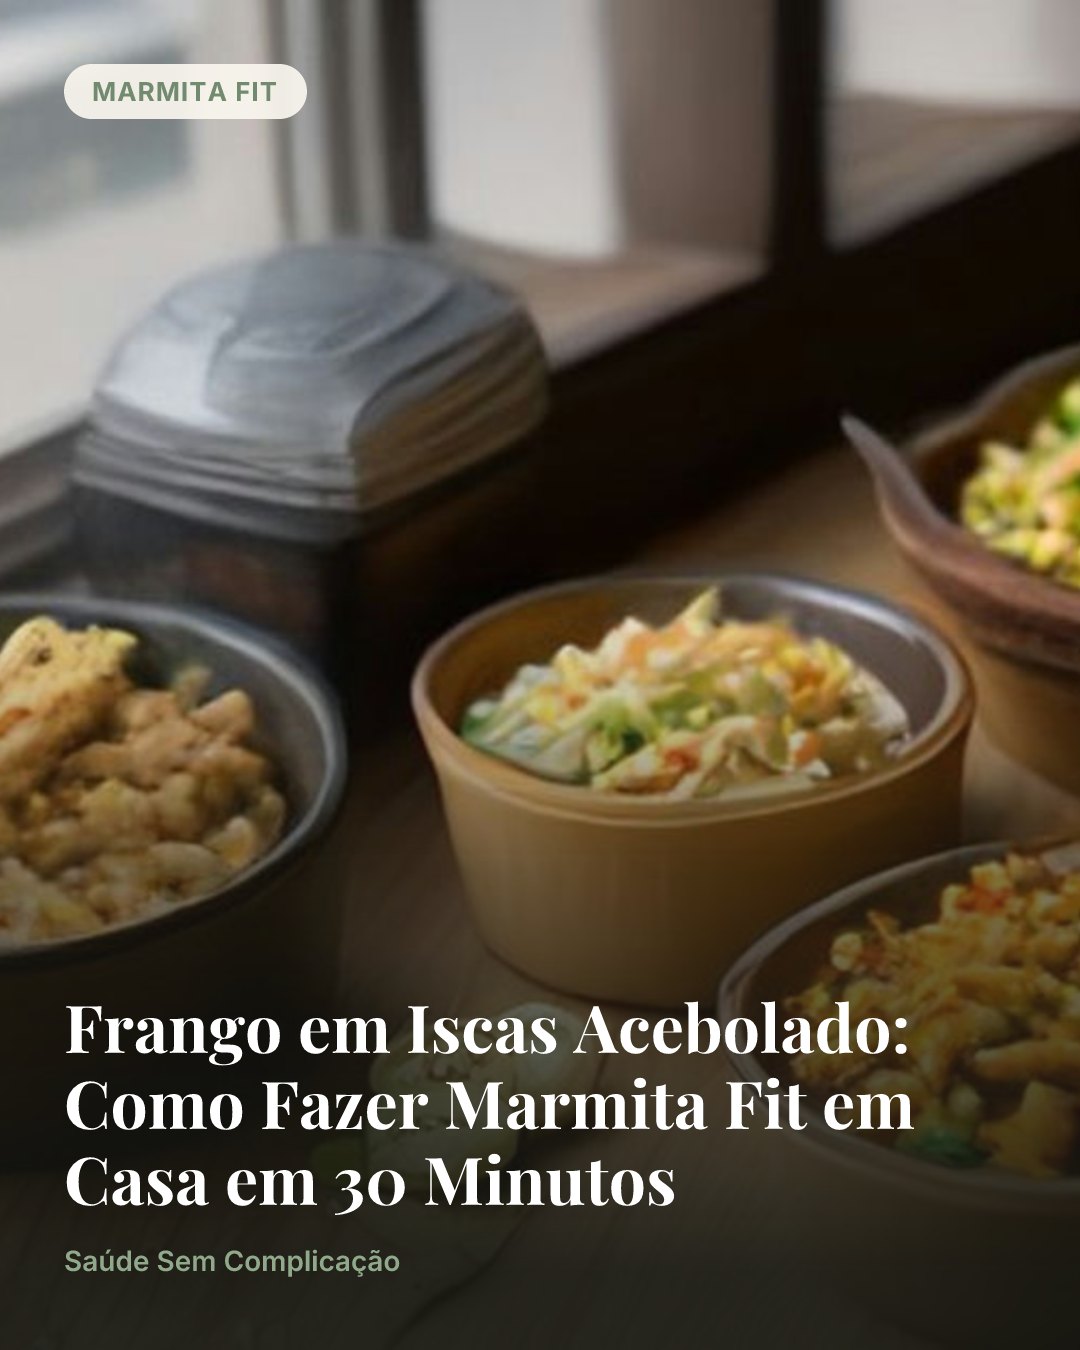 MARMITA FIT
Frango em Iscas Acebolado:
Como Fazer Marmita Fit em
Casa em 30 Minutos
Saúde Sem Complicação